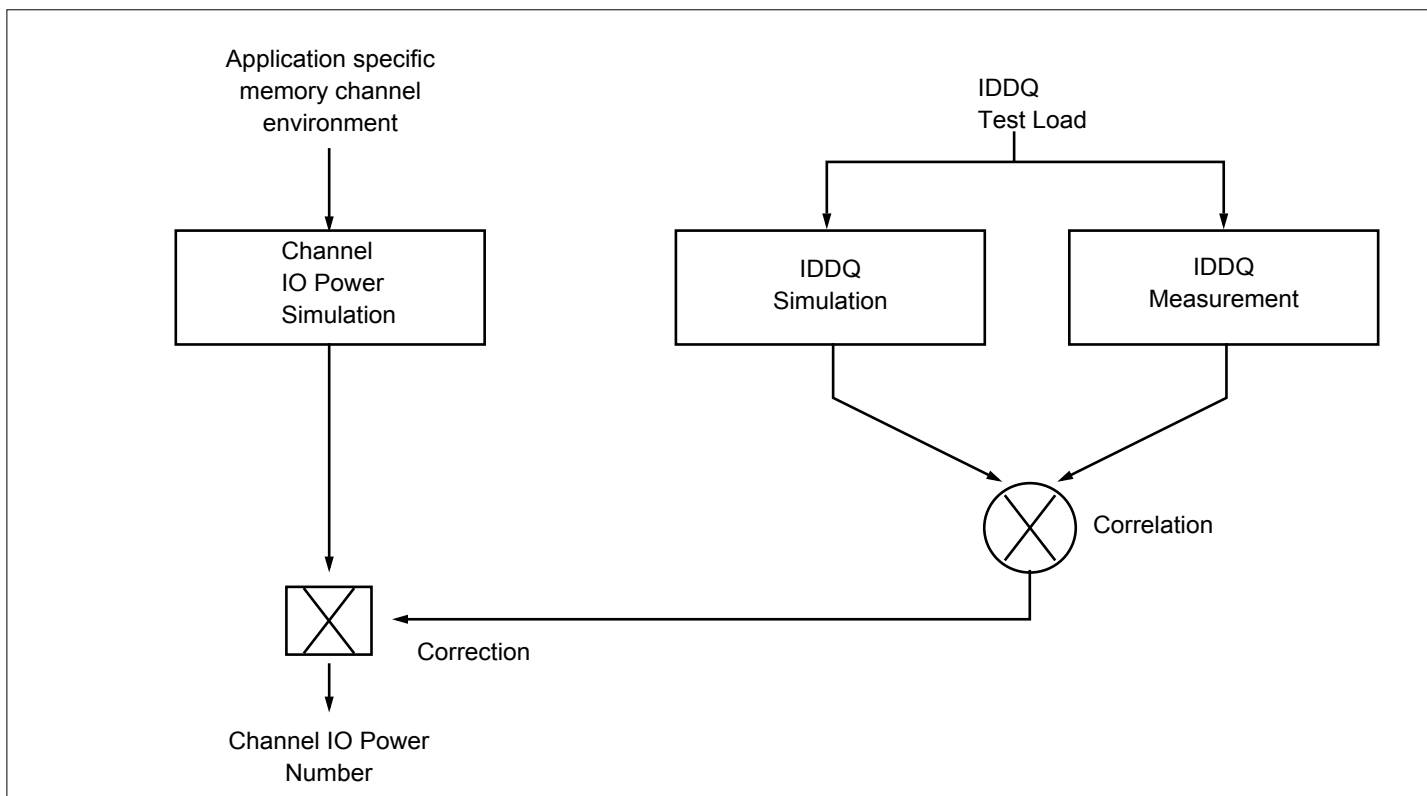 Application specific
memory channel
environment
IDDQ
Test Load
Channel
IO Power
Simulation
IDDQ
Simulation
IDDQ
Measurement
Correlation
Correction
Channel IO Power
Number